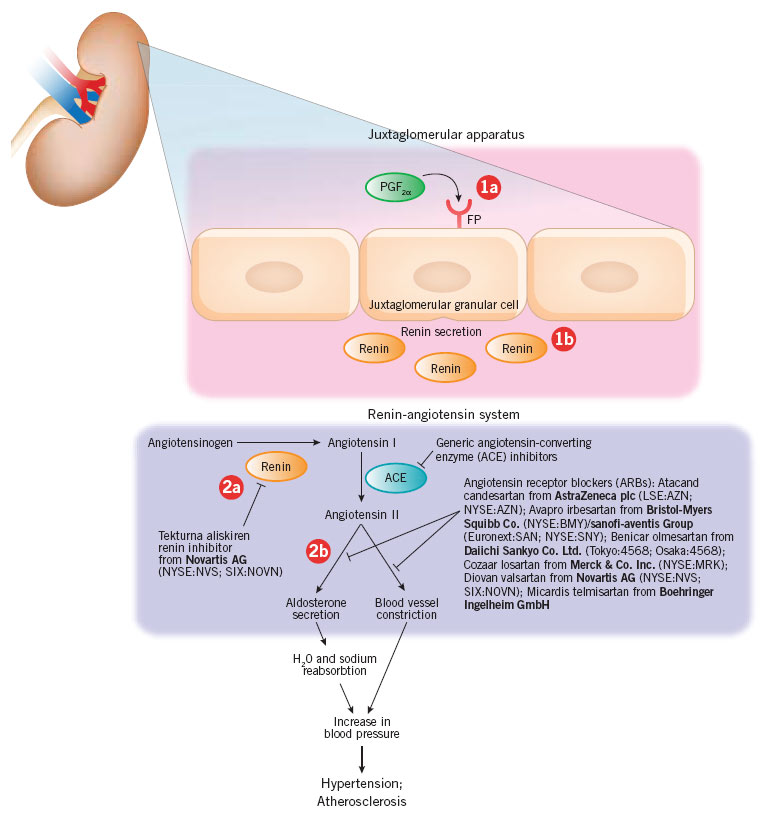 Juxtaglomerular apparatus
PGF2α
1a
FP
Juxtaglomerular granular cell
Renin secretion
Renin
Renin
Renin
1b
Renin-angiotensin system
Angiotensinogen
Angiotensin I
Generic angiotensin-converting
enzyme (ACE) inhibitors
Renin
2a
ACE
Angiotensin II
Tekturna aliskiren
renin inhibitor
from Novartis AG
(NYSE:NVS; SIX:NOVN)
2b
Angiotensin receptor blockers (ARBs): Atacand
candesartan from AstraZeneca plc (LSE:AZN;
NYSE:AZN); Avapro irbesartan from Bristol-Myers
Squibb Co. (NYSE:BMY)/sanofi-aventis Group
(Euronext:SAN; NYSE:SNY); Benicar olmesartan from
Daiichi Sankyo Co. Ltd. (Tokyo:4568; Osaka:4568);
Cozaar losartan from Merck & Co. Inc. (NYSE:MRK);
Diovan valsartan from Novartis AG (NYSE:NVS;
SIX:NOVN); Micardis telmisartan from Boehringer
Ingelheim GmbH
Aldosterone
secretion
Blood vessel
constriction
H2O and sodium
reabsorbtion
Increase in
blood pressure
Hypertension;
Atherosclerosis